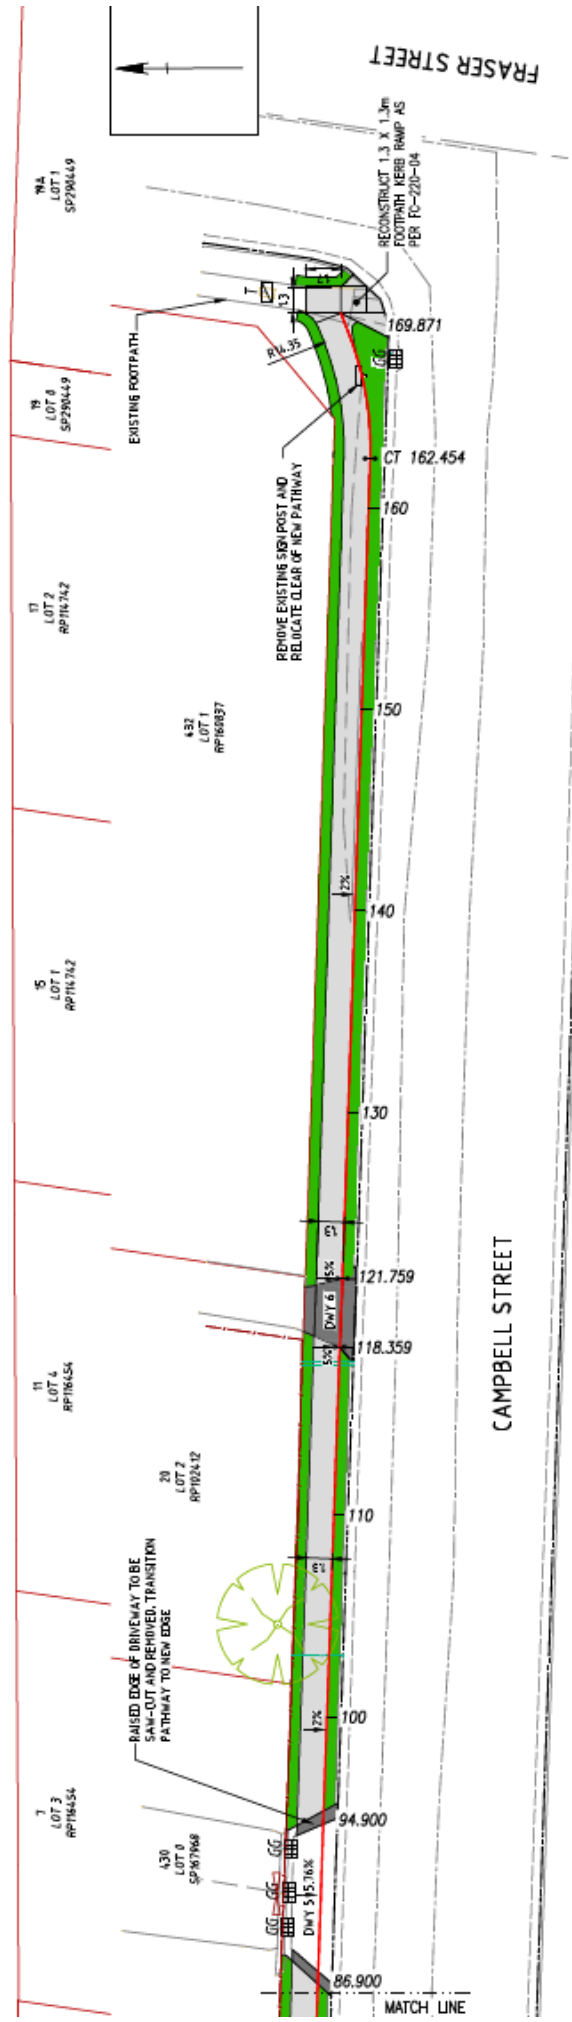 FRASER STREET
RECONSTRUCT 1.3 X 1.3m
FOOTPATH KERB RAMP AS
PER FC-220-04
19A
LOT 1
SP290449
T
1.3
1.3
169.871
GG
R14.35
EXISTING FOOTPATH
19
LOT 0
SP290449
CT 162.454
160
REMOVE EXISTING SIGN POST AND
RELOCATE CLEAR OF NEW PATHWAY
17
LOT 2
RP114742
432
LOT 1
RP160837
150
2%
140
15
LOT 1
RP114742
130
5%
121.759
DWY 6
118.359
5%
CAMPBELL STREET
11
LOT 4
RP116454
20
LOT 2
RP102412
110
RAISED EDGE OF DRIVEWAY TO BE
SAW-CUT AND REMOVED, TRANSITION
PATHWAY TO NEW EDGE
100
2%
94.900
7
LOT 3
RP116454
430
LOT 0
SP167968
GG
GG
GG
DWY 5
86.900
MATCH LINE